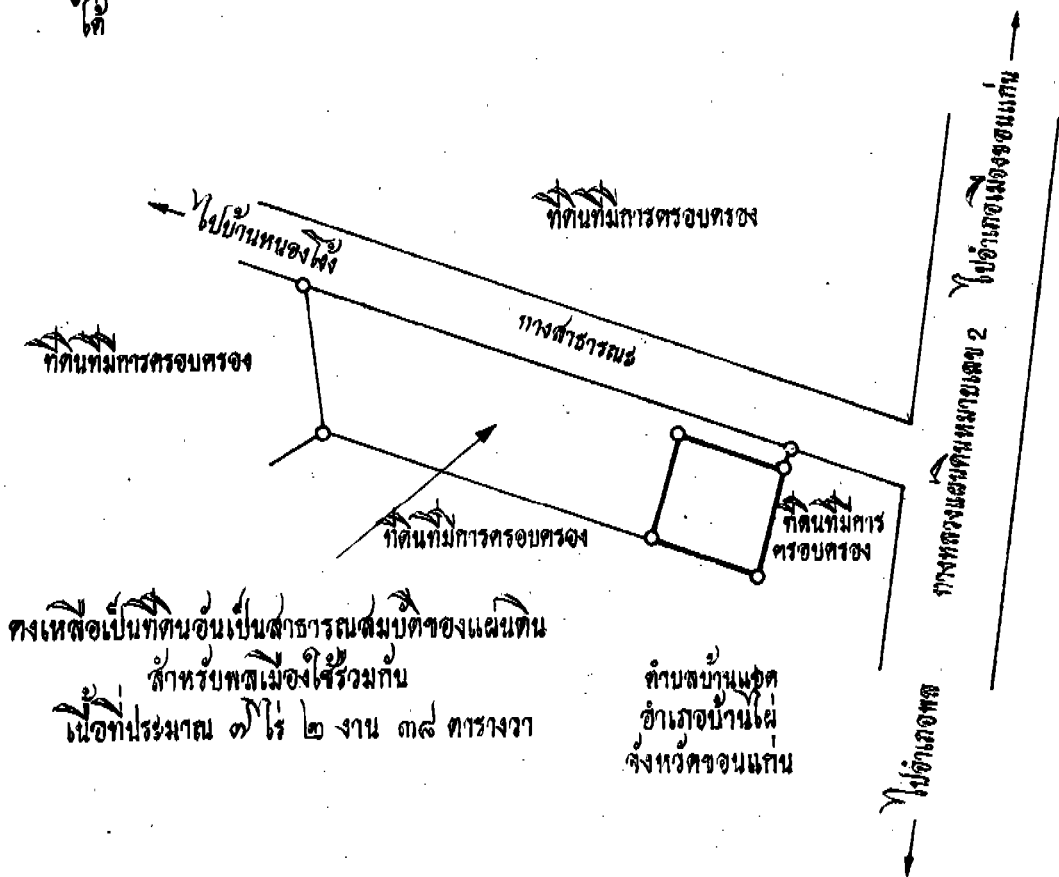 ได้
ที่ดินที่มีการครอบครอง
ไปบ้านหนองโง้ง
ทางสาธารณะ
ที่ดินที่มีการครอบครอง
ที่ดินที่มีการครอบครอง
ที่ดินที่มีการ
ครอบครอง
ไปอำเภอเมืองขอนแก่น
ทางหลวงแผ่นดินหมายเลข 2
ไปอำเภอพล
คงเหลือเป็นที่ดินอันเป็นสาธารณสมบัติของแผ่นดิน
สำหรับพลเมืองใช้ร่วมกัน
เนื้อที่ประมาณ ๗ ไร่ ๒ งาน ๓๘ ตารางวา
ตำบลบ้านแฮด
อำเภอบ้านไผ่
จังหวัดขอนแก่น